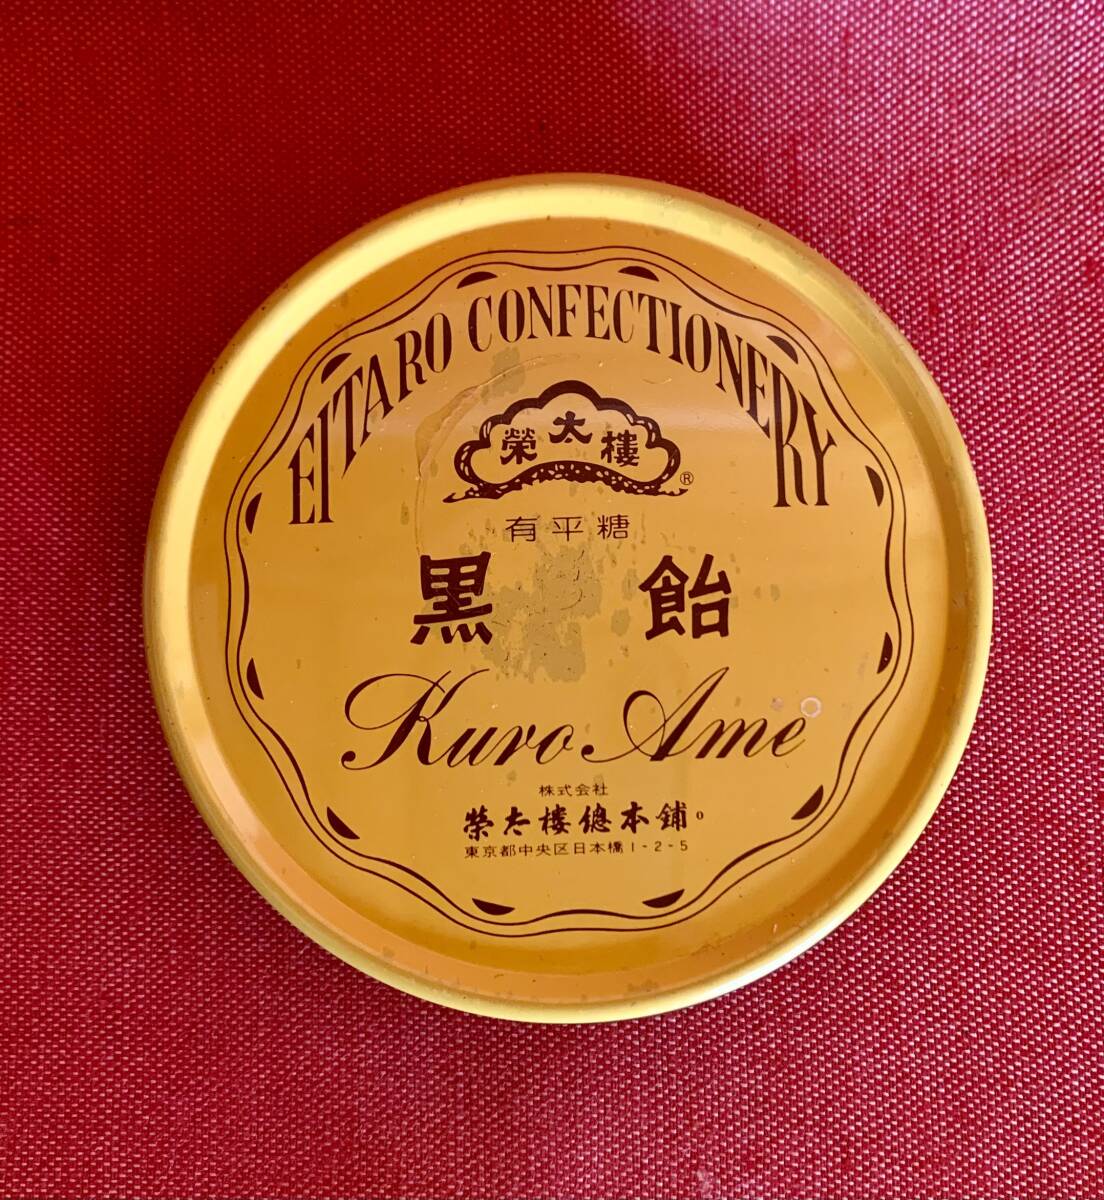 EITARO CONFECTIONERY
榮太樓
®
有平糖
黒飴
Kuro Ame
株式会社
榮太樓總本鋪
東京都中央区日本橋1-2-5